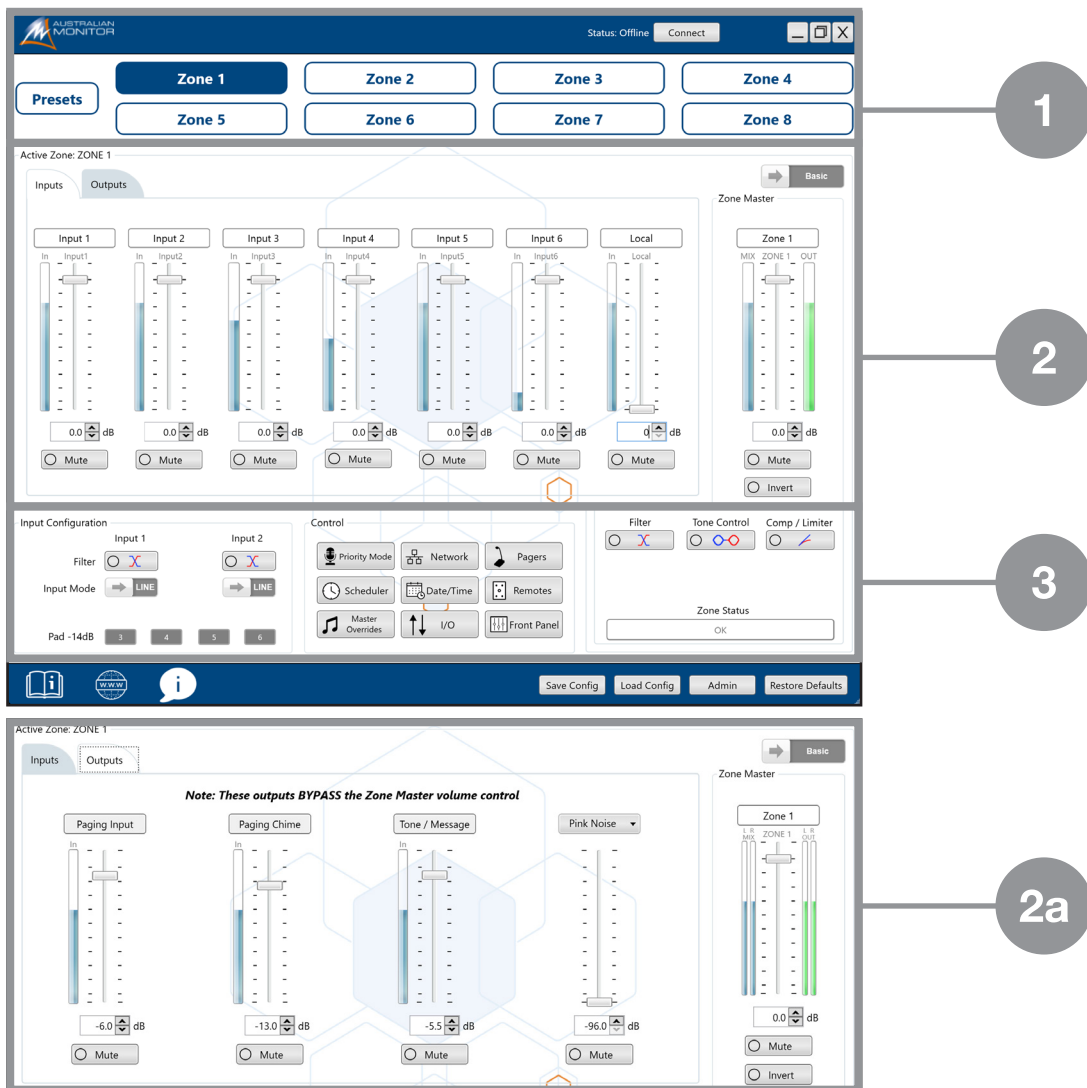 AUSTRALIAN
MONITOR
Status: Offline
Connect
Presets
Zone 1
Zone 2
Zone 3
Zone 4
Zone 5
Zone 6
Zone 7
Zone 8
1
Active Zone: ZONE 1
Inputs
Outputs
Basic
Zone Master
Input 1
Input 2
Input 3
Input 4
Input 5
Input 6
Local
Zone 1
In Input1
In Input2
In Input3
In Input4
In Input5
In Input6
In Local
MIX ZONE 1 OUT
0.0 dB
0.0 dB
0.0 dB
0.0 dB
0.0 dB
0.0 dB
0 dB
0.0 dB
Mute
Mute
Mute
Mute
Mute
Mute
Mute
Mute
Invert
2
Input Configuration
Input 1
Input 2
Filter
Input Mode
LINE
LINE
Pad -14dB
3
4
5
6
Control
Priority Mode
Network
Pagers
Scheduler
Date/Time
Remotes
Master
Overrides
I/O
Front Panel
Filter
Tone Control
Comp / Limiter
Zone Status
OK
3
i
www
i
Save Config
Load Config
Admin
Restore Defaults
Active Zone: ZONE 1
Inputs
Outputs
Basic
Zone Master
Note: These outputs BYPASS the Zone Master volume control
Paging Input
Paging Chime
Tone / Message
Pink Noise
Zone 1
In
In
In
L R
MIX
ZONE 1
L R
OUT
-6.0 dB
-13.0 dB
-5.5 dB
-96.0 dB
0.0 dB
Mute
Mute
Mute
Mute
Mute
Invert
2a